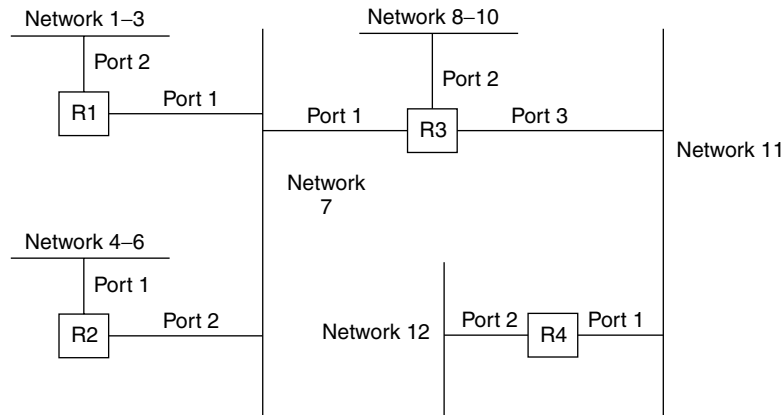 Network 1–3
Network 8–10
Port 2
Port 2
R1
Port 1
Port 1
R3
Port 3
Network 11
Network
7
Network 4–6
Port 1
R2
Port 2
Network 12
Port 2
R4
Port 1